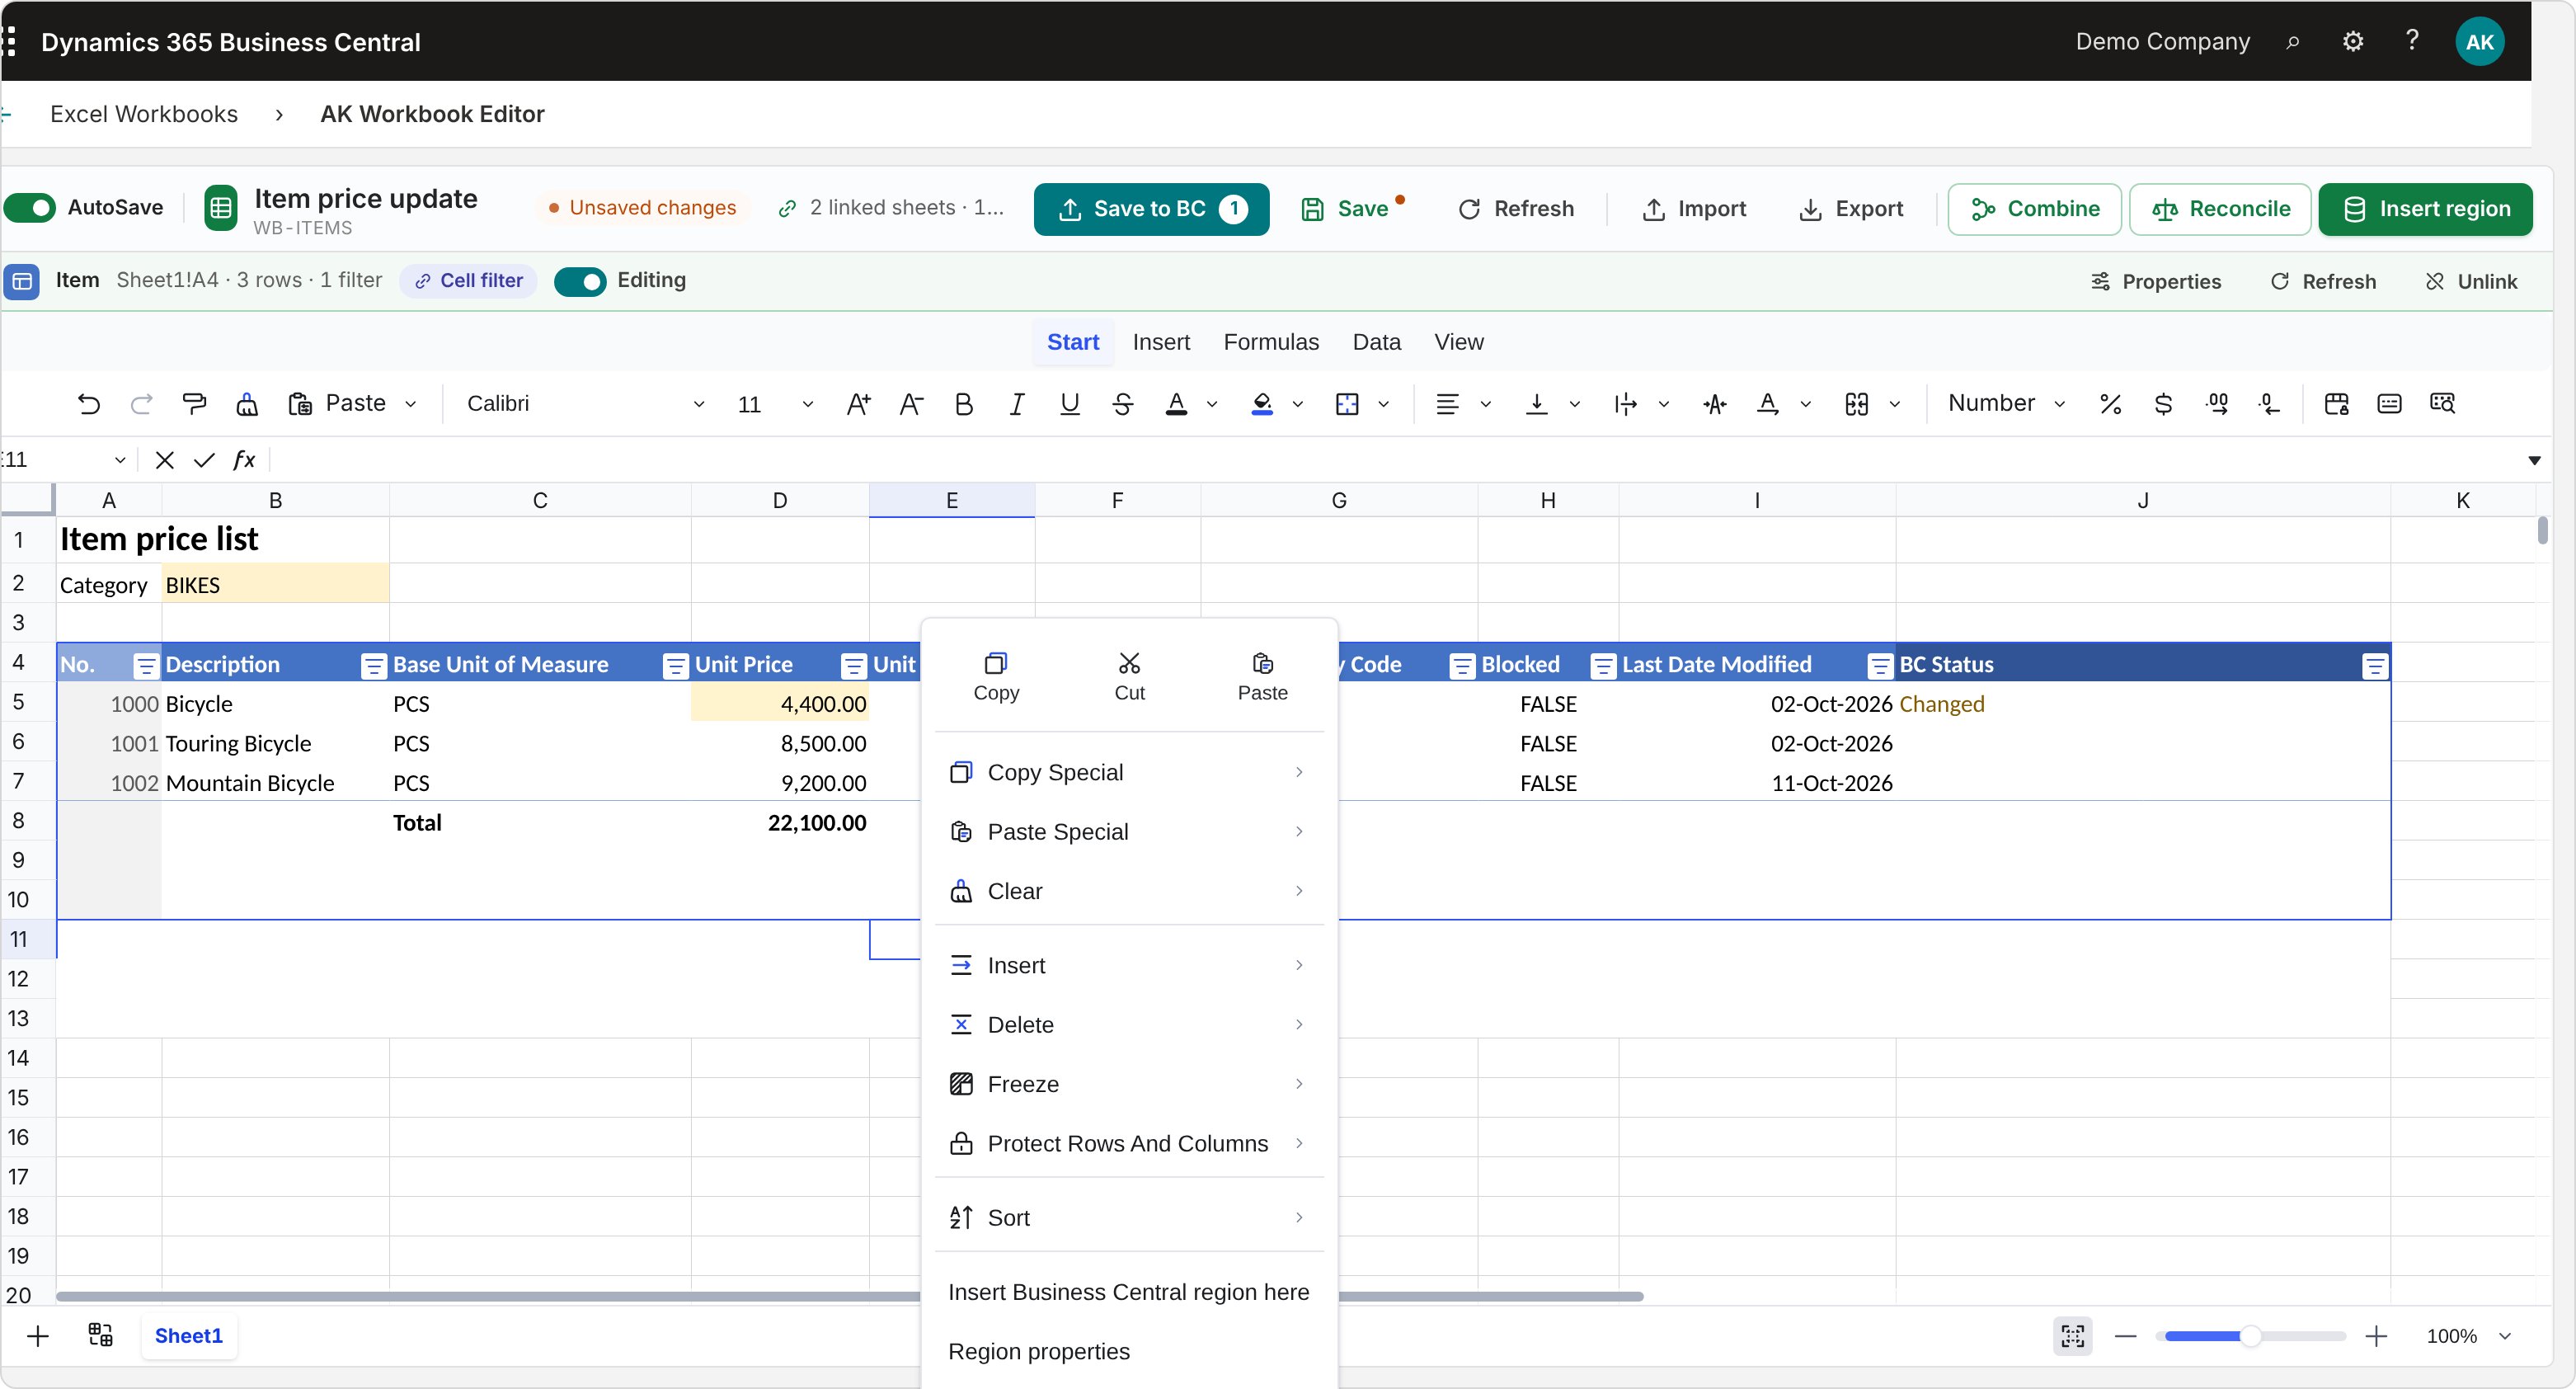 Dynamics 365 Business Central
Demo Company
?
AK
Excel Workbooks › AK Workbook Editor
AutoSave
Item price update
WB-ITEMS
Unsaved changes
2 linked sheets · 1...
Save to BC 1
Save
Refresh
Import
Export
Combine
Reconcile
Insert region
Item Sheet1!A4 · 3 rows · 1 filter
Cell filter
Editing
Properties
Refresh
Unlink
Start Insert Formulas Data View
Paste
Calibri
11
Number
fx
A B C D E F G H I J K
1 Item price list
2 Category BIKES
3
4 No. Description Base Unit of Measure Unit Price Unit Code Blocked Last Date Modified BC Status
5 1000 Bicycle PCS 4,400.00 FALSE 02-Oct-2026 Changed
6 1001 Touring Bicycle PCS 8,500.00 FALSE 02-Oct-2026
7 1002 Mountain Bicycle PCS 9,200.00 FALSE 11-Oct-2026
8 Total 22,100.00
9
10
11
12
13
14
15
16
17
18
19
20
Copy Cut Paste
Copy Special
Paste Special
Clear
Insert
Delete
Freeze
Protect Rows And Columns
Sort
Insert Business Central region here
Region properties
Sheet1
100%